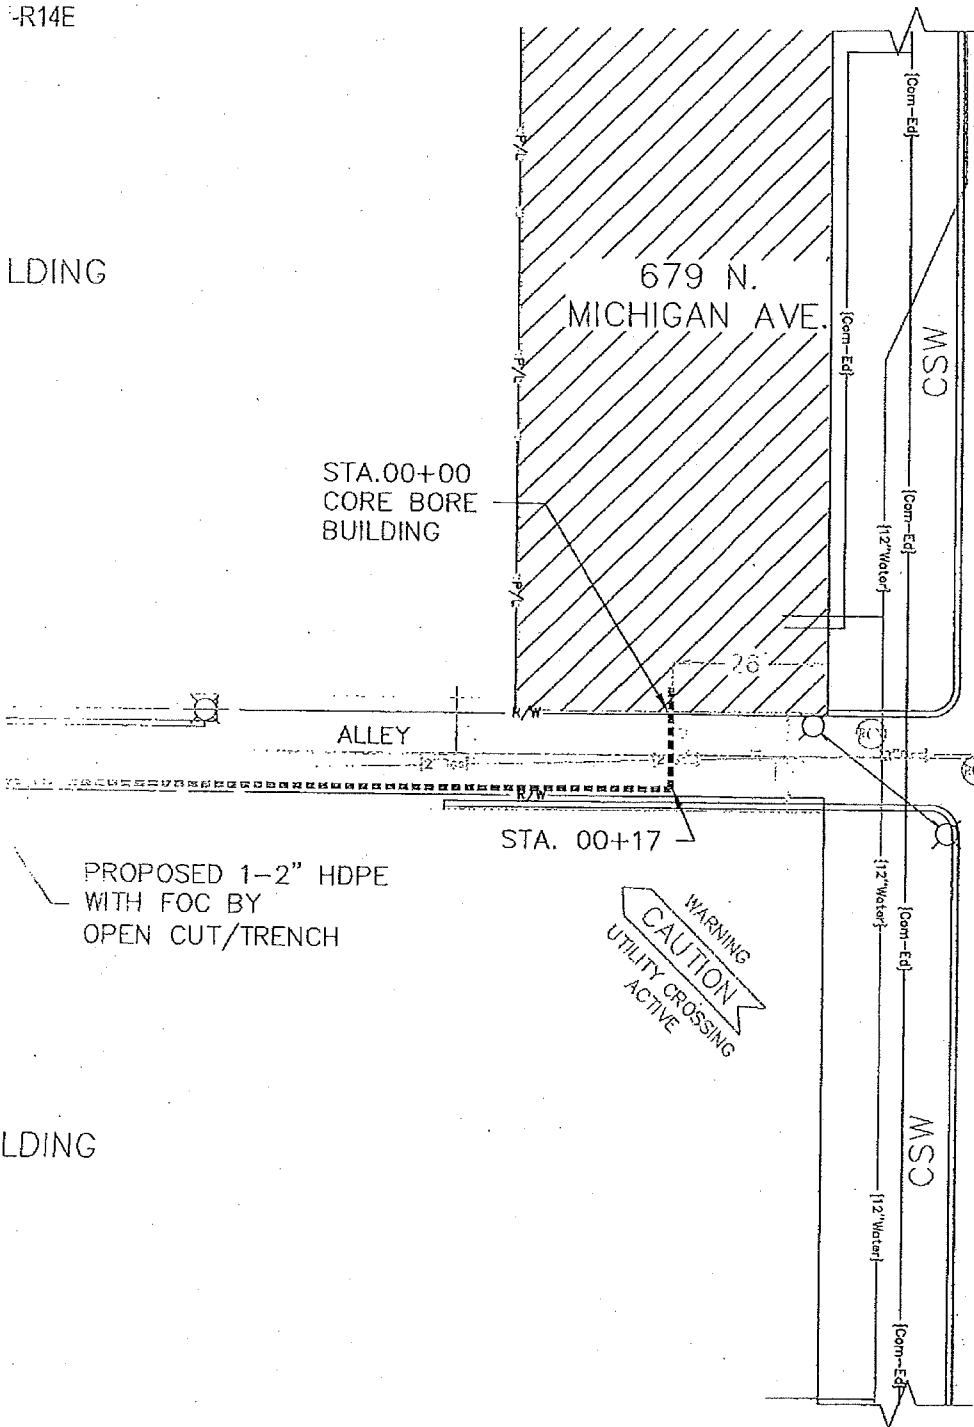 -R14E
LDING
679 N.
MICHIGAN AVE.
P/L
P/L
P/L
[Com-Ed]
[Com-Ed]
CSW
STA.00+00
CORE BORE
BUILDING
[Com-Ed]
[12"Water]
26'
R/W
ALLEY
R/W
STA. 00+17
PROPOSED 1-2" HDPE
WITH FOC BY
OPEN CUT/TRENCH
WARNING
CAUTION
UTILITY CROSSING
ACTIVE
[12"Water]
[Com-Ed]
LDING
CSW
[12"Water]
[Com-Ed]